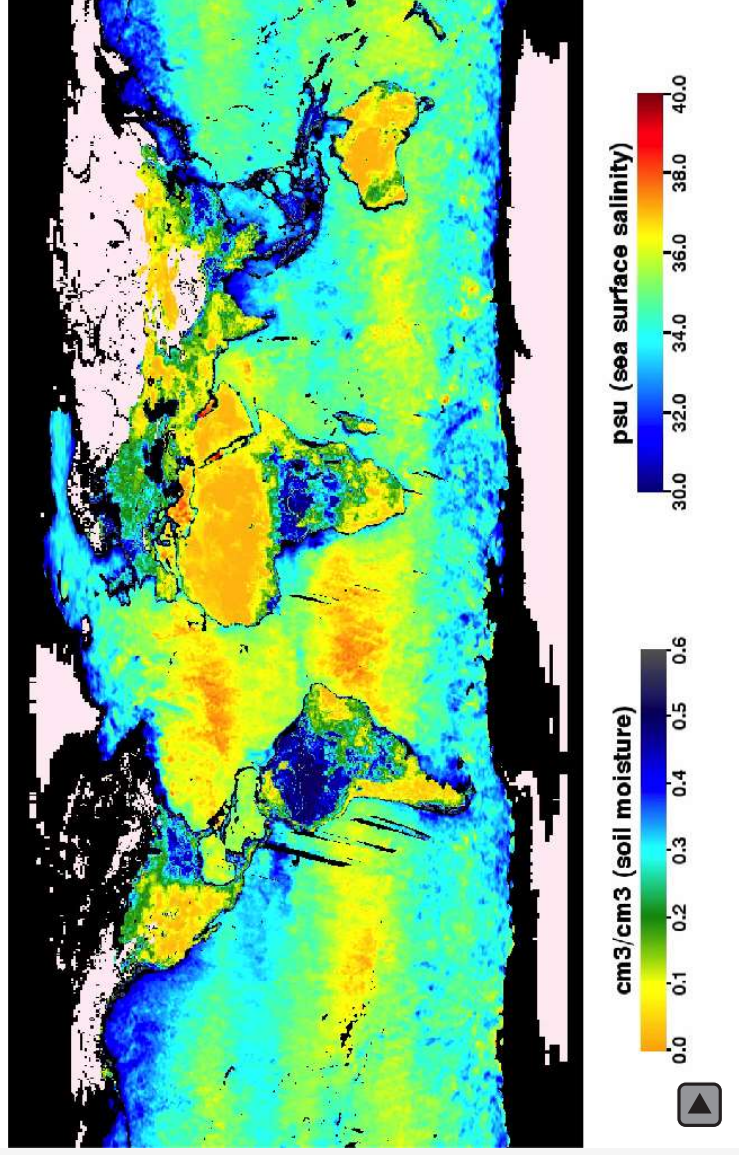 cm3/cm3 (soil moisture)
0.0 0.1 0.2 0.3 0.4 0.5 0.6
psu (sea surface salinity)
30.0 32.0 34.0 36.0 38.0 40.0